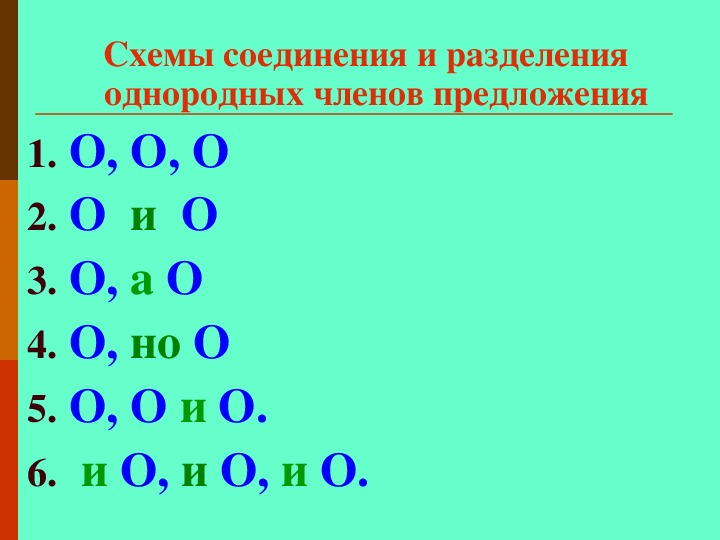 Схемы соединения и разделения
однородных членов предложения
1. О, О, О
2. О и О
3. О, а О
4. О, но О
5. О, О и О.
6. и О, и О, и О.